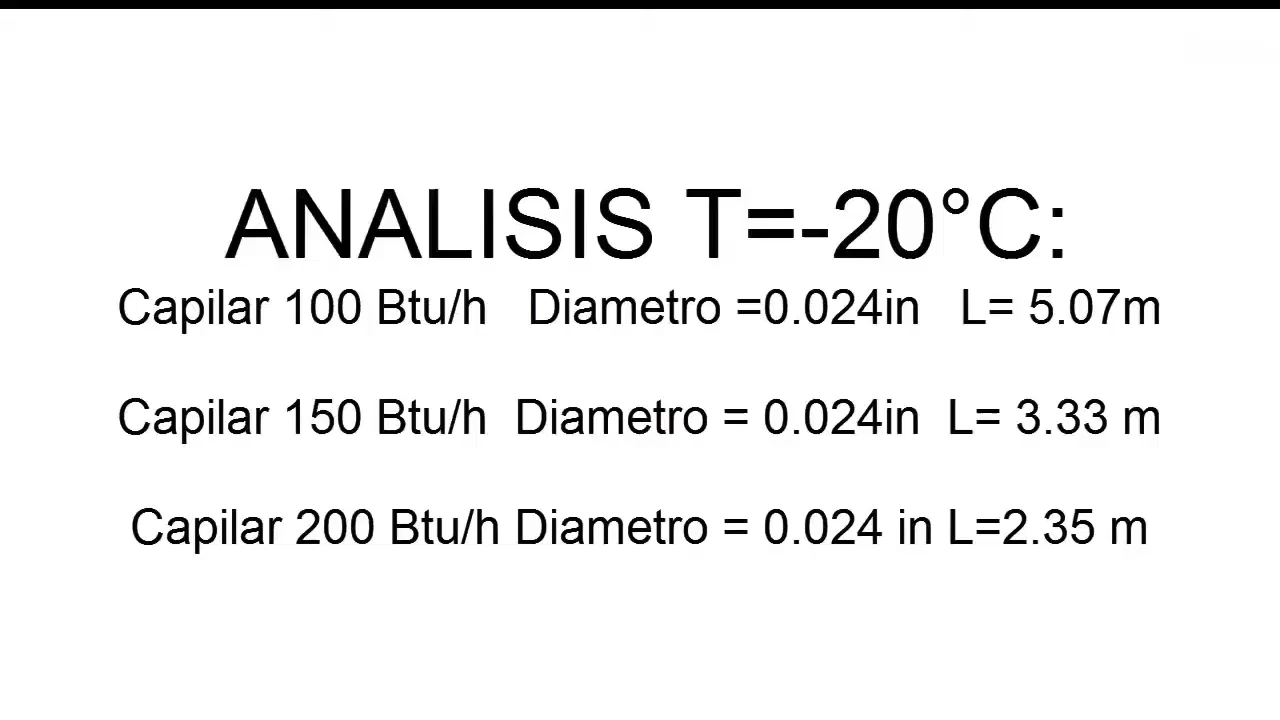 ANALISIS T=-20°C:
Capilar 100 Btu/h Diametro =0.024in L= 5.07m
Capilar 150 Btu/h Diametro = 0.024in L= 3.33 m
Capilar 200 Btu/h Diametro = 0.024 in L=2.35 m